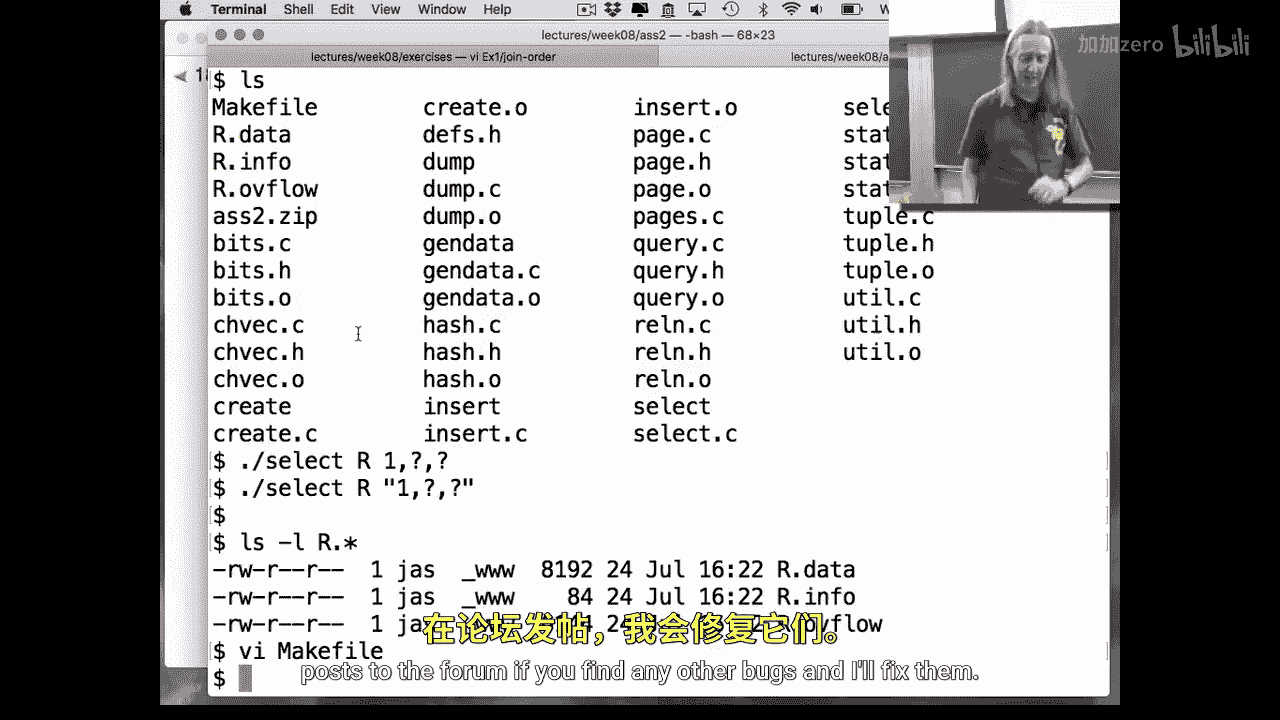 Terminal Shell Edit View Window Help
加加zero bilibili
lectures/week08/ass2 — -bash — 68×23
lectures/week08/exercises — vi Ex1/join-order
lectures/week08/a
$ ls
Makefile create.o insert.o sele
R.data defs.h page.c stat
R.info dump page.h stat
R.ovflow dump.c page.o stat
ass2.zip dump.o pages.c tuple.c
bits.c gendata query.c tuple.h
bits.h gendata.c query.h tuple.o
bits.o gendata.o query.o util.c
chvec.c hash.c reln.c util.h
chvec.h hash.h reln.h util.o
chvec.o hash.o reln.o
create insert select
create.c insert.c select.c
$ ./select R 1,?,?
$ ./select R "1,?,?"
$
$ ls -l R.*
-rw-r--r-- 1 jas _www 8192 24 Jul 16:22 R.data
-rw-r--r-- 1 jas _www 84 24 Jul 16:22 R.info
-rw-r--r-- 1 ja
在论坛发帖，我会修复它们。
$ vi Makefile
posts to the forum if you find any other bugs and I'll fix them.
$